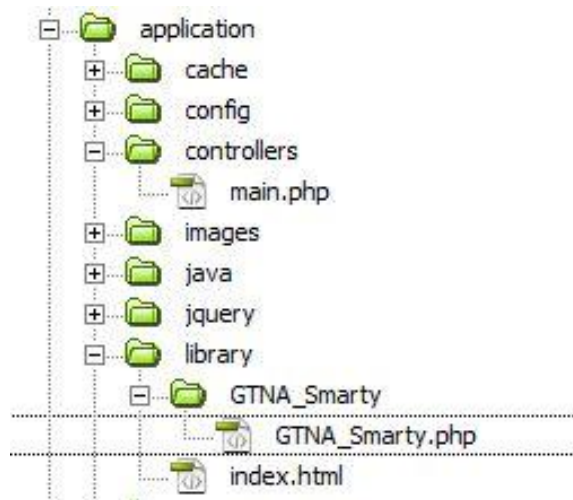 application
cache
config
controllers
main.php
images
java
jquery
library
GTNA_Smarty
GTNA_Smarty.php
index.html